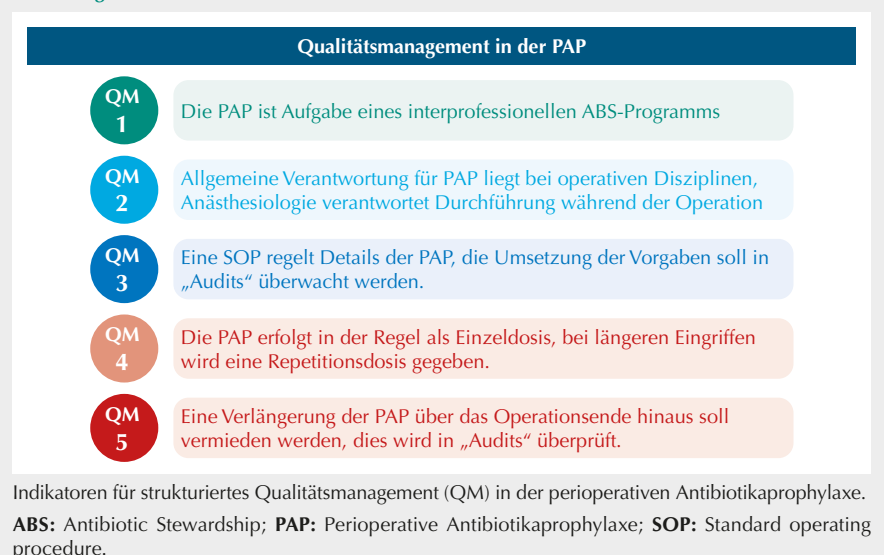 Qualitätsmanagement in der PAP
QM
1
Die PAP ist Aufgabe eines interprofessionellen ABS-Programms
QM
2
Allgemeine Verantwortung für PAP liegt bei operativen Disziplinen,
Anästhesiologie verantwortet Durchführung während der Operation
QM
3
Eine SOP regelt Details der PAP, die Umsetzung der Vorgaben soll in
„Audits“ überwacht werden.
QM
4
Die PAP erfolgt in der Regel als Einzeldosis, bei längeren Eingriffen
wird eine Repetitionsdosis gegeben.
QM
5
Eine Verlängerung der PAP über das Operationsende hinaus soll
vermieden werden, dies wird in „Audits“ überprüft.
Indikatoren für strukturiertes Qualitätsmanagement (QM) in der perioperativen Antibiotikaprophylaxe.
ABS: Antibiotic Stewardship; PAP: Perioperative Antibiotikaprophylaxe; SOP: Standard operating
procedure.